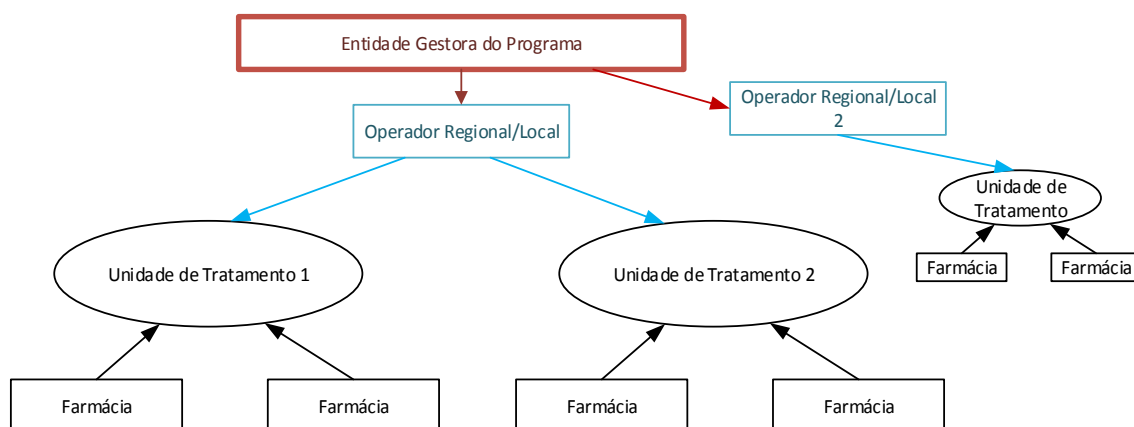 Entidade Gestora do Programa
Operador Regional/Local
2
Operador Regional/Local
Unidade de
Tratamento
Unidade de Tratamento 1
Unidade de Tratamento 2
Farmácia
Farmácia
Farmácia
Farmácia
Farmácia
Farmácia